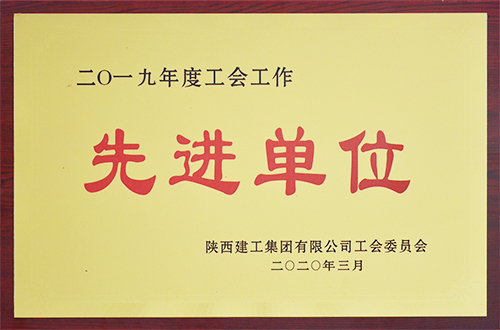 二〇一九年度工会工作
先进单位
陕西建工集团有限公司工会委员会
二〇二〇年三月